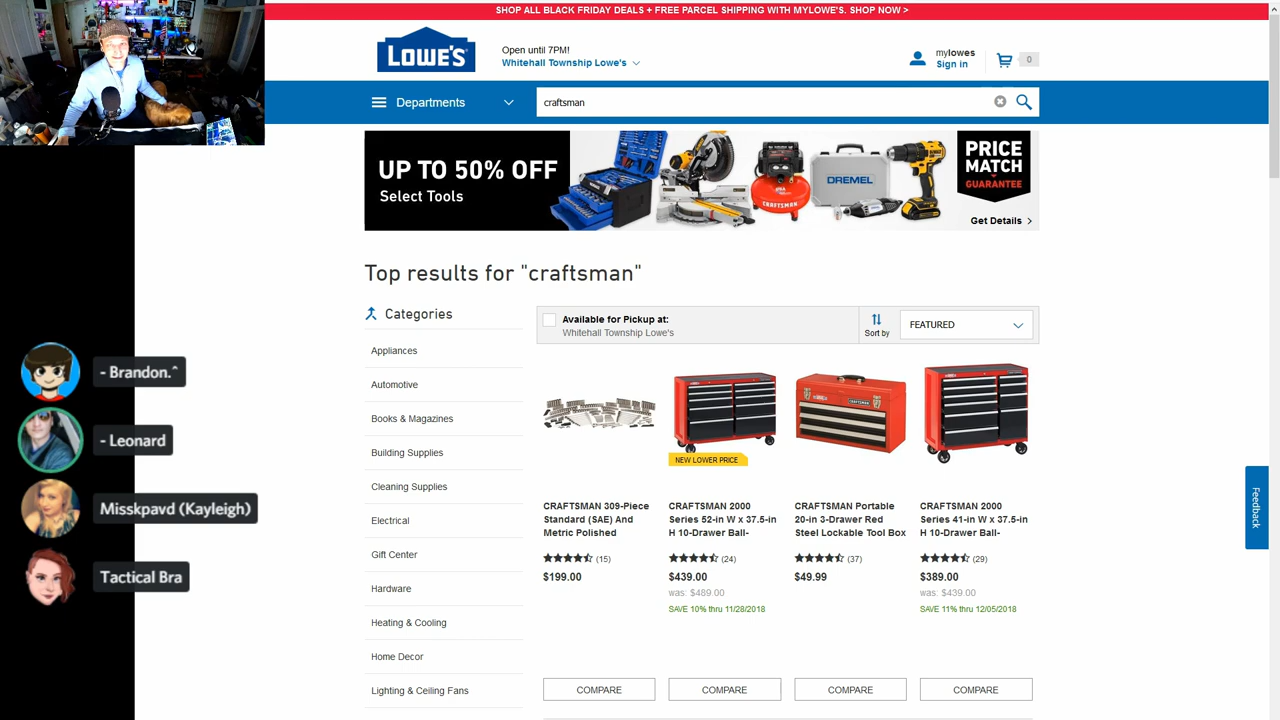 SHOP ALL BLACK FRIDAY DEALS + FREE PARCEL SHIPPING WITH MYLOWE'S. SHOP NOW >
LOWE'S
Open until 7PM!
Whitehall Township Lowe's
mylowes
Sign in
0
Departments
craftsman
UP TO 50% OFF
Select Tools
CRAFTSMAN
DREMEL
PRICE
MATCH
GUARANTEE
Get Details
Top results for "craftsman"
Categories
Available for Pickup at:
Whitehall Township Lowe's
Sort by
FEATURED
Appliances
Automotive
Books & Magazines
Building Supplies
Cleaning Supplies
Electrical
Gift Center
Hardware
Heating & Cooling
Home Decor
Lighting & Ceiling Fans
CRAFTSMAN 309-Piece
Standard (SAE) And
Metric Polished
(15)
$199.00
COMPARE
NEW LOWER PRICE
CRAFTSMAN 2000
Series 52-in W x 37.5-in
H 10-Drawer Ball-
(24)
$439.00
was: $489.00
SAVE 10% thru 11/28/2018
COMPARE
CRAFTSMAN Portable
20-in 3-Drawer Red
Steel Lockable Tool Box
(37)
$49.99
COMPARE
CRAFTSMAN 2000
Series 41-in W x 37.5-in
H 10-Drawer Ball-
(29)
$389.00
was: $439.00
SAVE 11% thru 12/05/2018
COMPARE
Feedback
- Brandon.^
- Leonard
Misskpavd (Kayleigh)
Tactical Bra